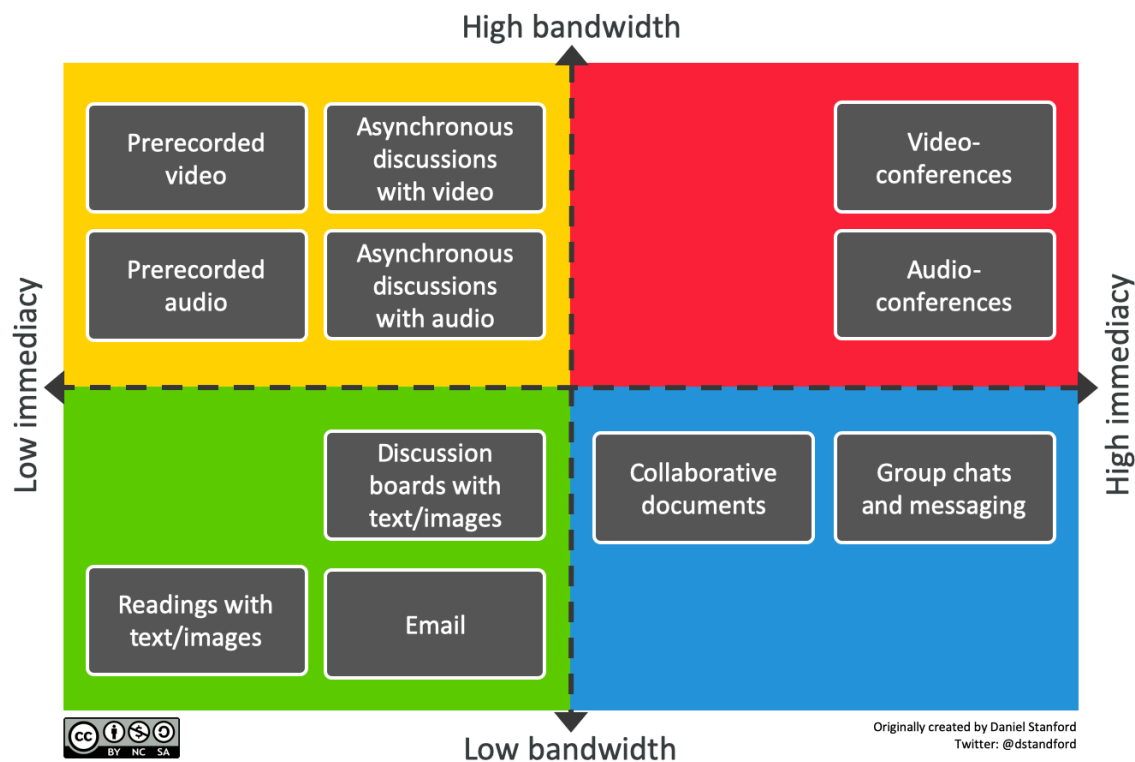 High bandwidth
Prerecorded
video
Asynchronous
discussions
with video
Video-
conferences
Prerecorded
audio
Asynchronous
discussions
with audio
Audio-
conferences
Low immediacy
High immediacy
Discussion
boards with
text/images
Collaborative
documents
Group chats
and messaging
Readings with
text/images
Email
cc
BY NC SA
Low bandwidth
Originally created by Daniel Stanford
Twitter: @dstandford